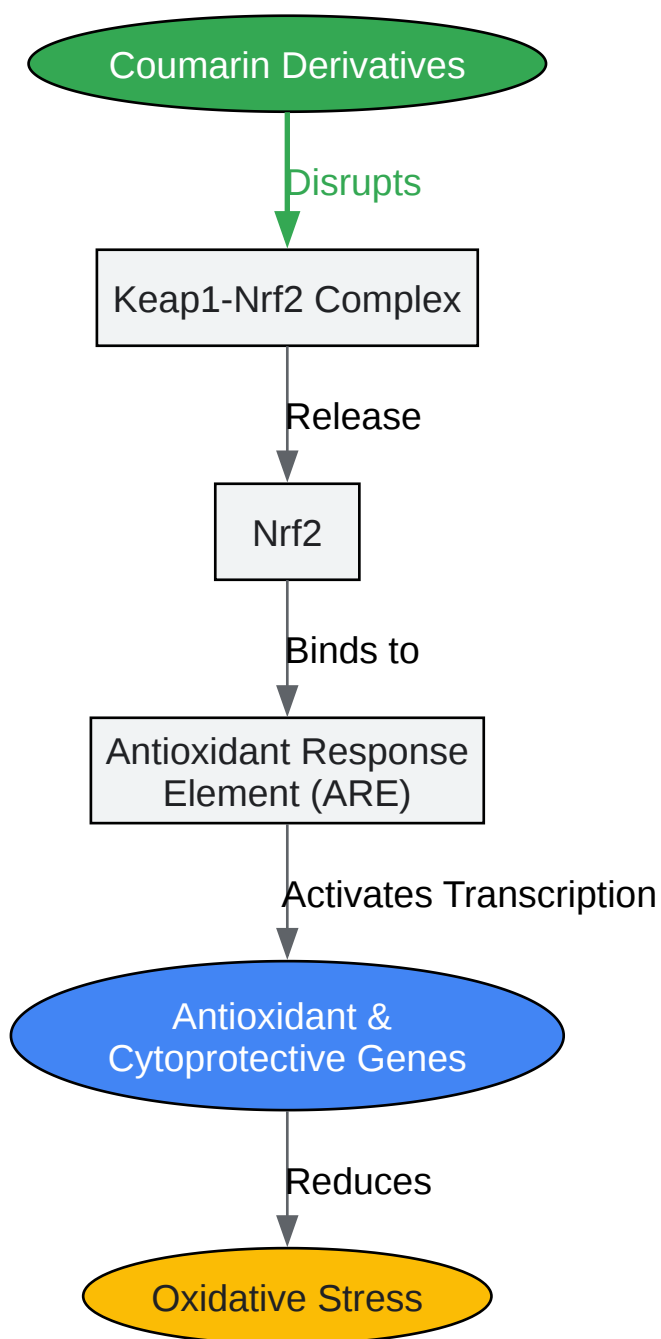 Coumarin Derivatives
Disrupts
Keap1-Nrf2 Complex
Release
Nrf2
Binds to
Antioxidant Response
Element (ARE)
Activates Transcription
Antioxidant &
Cytoprotective Genes
Reduces
Oxidative Stress